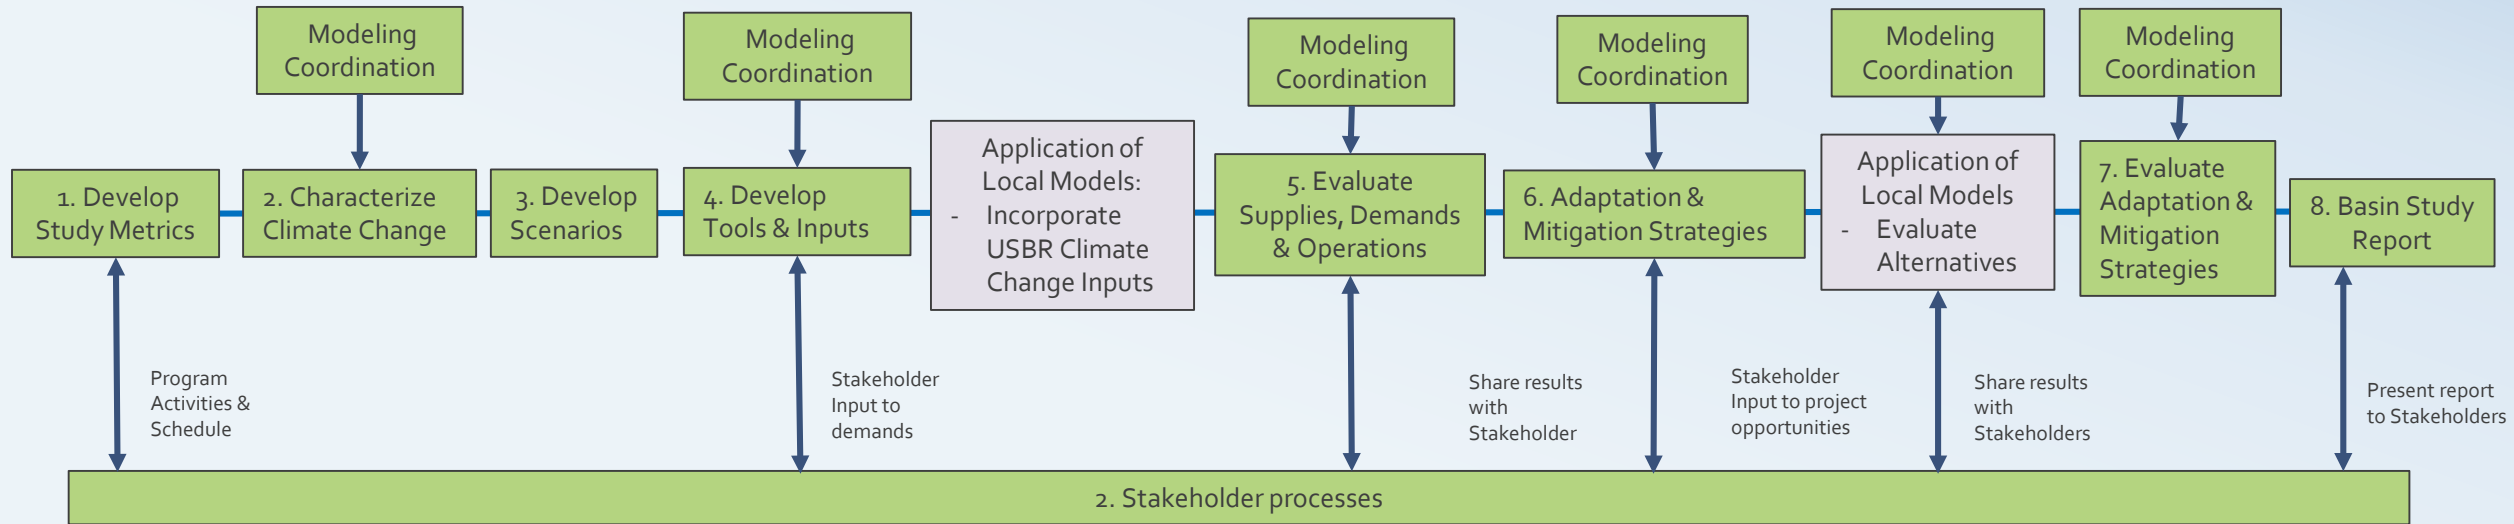 Modeling
Coordination
Modeling
Coordination
Modeling
Coordination
Modeling
Coordination
Modeling
Coordination
Modeling
Coordination
1. Develop
Study Metrics
2. Characterize
Climate Change
3. Develop
Scenarios
4. Develop
Tools & Inputs
Application of
Local Models:
- Incorporate
USBR Climate
Change Inputs
5. Evaluate
Supplies, Demands
& Operations
6. Adaptation &
Mitigation Strategies
Application of
Local Models
- Evaluate
Alternatives
7. Evaluate
Adaptation &
Mitigation
Strategies
8. Basin Study
Report
Program
Activities &
Schedule
Stakeholder
Input to
demands
Share results
with
Stakeholder
Stakeholder
Input to project
opportunities
Share results
with
Stakeholders
Present report
to Stakeholders
2. Stakeholder processes